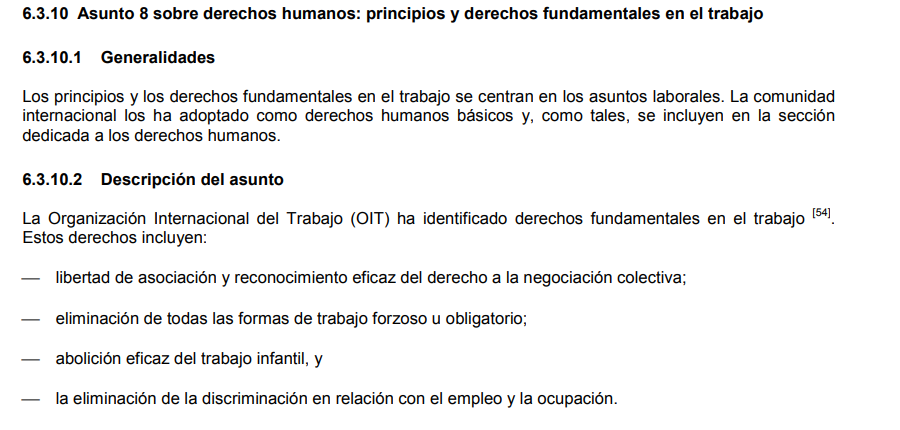 6.3.10 Asunto 8 sobre derechos humanos: principios y derechos fundamentales en el trabajo
6.3.10.1 Generalidades
Los principios y los derechos fundamentales en el trabajo se centran en los asuntos laborales. La comunidad
internacional los ha adoptado como derechos humanos básicos y, como tales, se incluyen en la sección
dedicada a los derechos humanos.
6.3.10.2 Descripción del asunto
La Organización Internacional del Trabajo (OIT) ha identificado derechos fundamentales en el trabajo [54].
Estos derechos incluyen:
— libertad de asociación y reconocimiento eficaz del derecho a la negociación colectiva;
— eliminación de todas las formas de trabajo forzoso u obligatorio;
— abolición eficaz del trabajo infantil, y
— la eliminación de la discriminación en relación con el empleo y la ocupación.